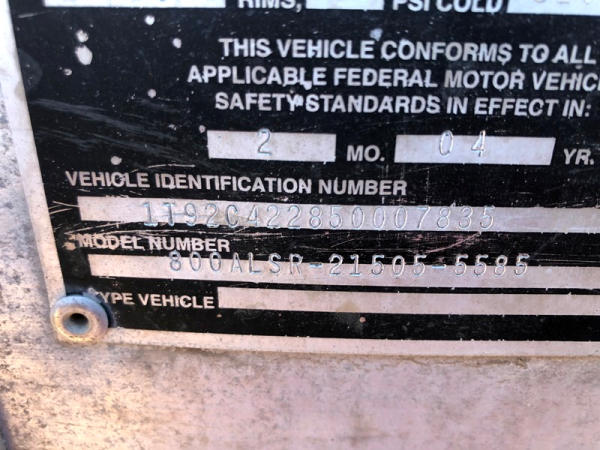 RIMS, PSI COLD
THIS VEHICLE CONFORMS TO ALL
APPLICABLE FEDERAL MOTOR VEHIC
SAFETY STANDARDS IN EFFECT IN:
2 MO. 04 YR.
VEHICLE IDENTIFICATION NUMBER
1T92C422850007835
MODEL NUMBER
800ALSR-21505-5585
TYPE VEHICLE